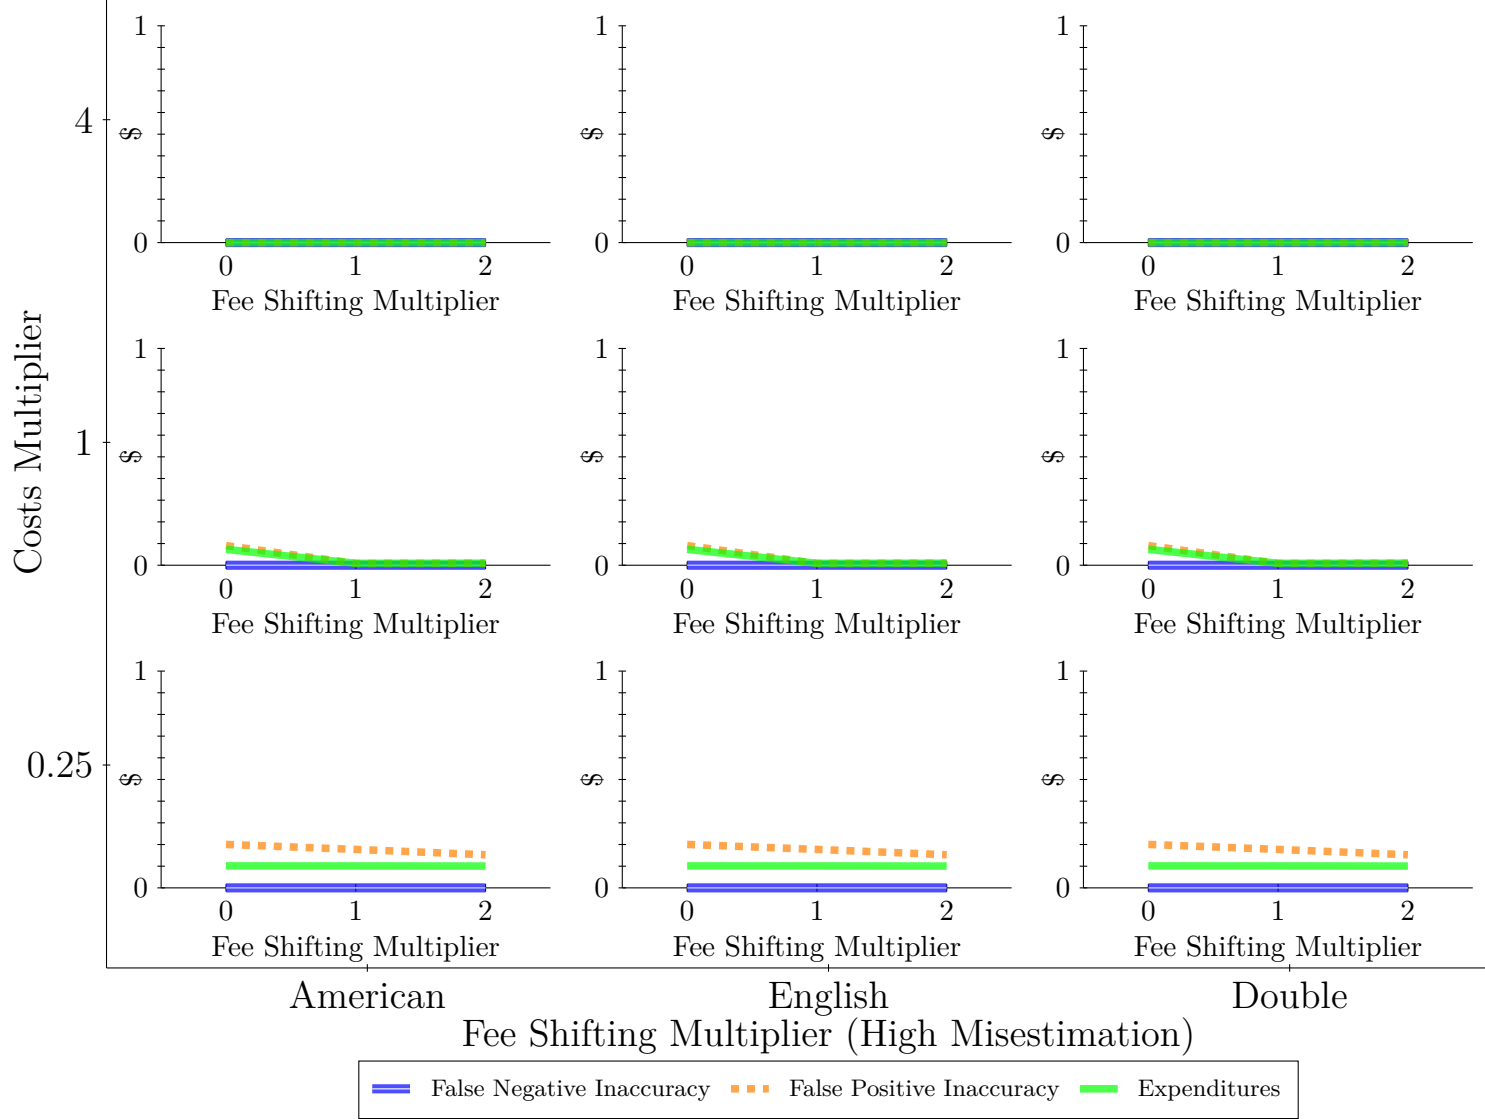 Costs Multiplier
4
1
$
0
0 1 2
Fee Shifting Multiplier
1
$
0
0 1 2
Fee Shifting Multiplier
1
$
0
0 1 2
Fee Shifting Multiplier
1
1
$
0
0 1 2
Fee Shifting Multiplier
1
$
0
0 1 2
Fee Shifting Multiplier
1
$
0
0 1 2
Fee Shifting Multiplier
0.25
1
$
0
0 1 2
Fee Shifting Multiplier
1
$
0
0 1 2
Fee Shifting Multiplier
1
$
0
0 1 2
Fee Shifting Multiplier
American English Double
Fee Shifting Multiplier (High Misestimation)
False Negative Inaccuracy False Positive Inaccuracy Expenditures